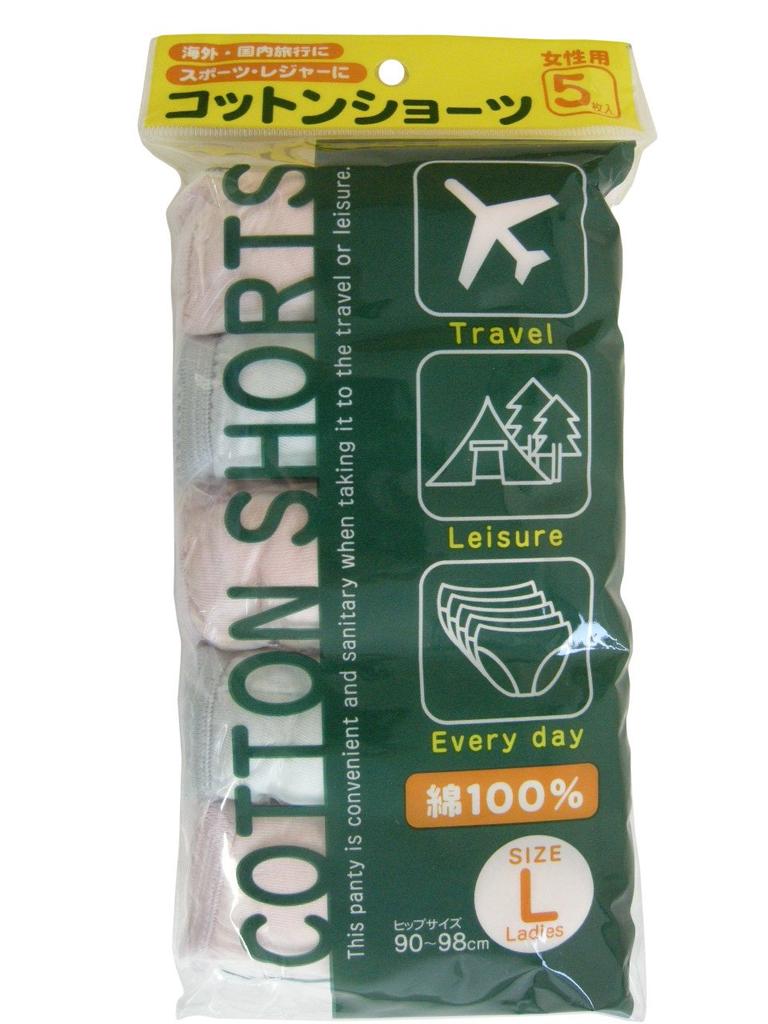 海外・国内旅行に
スポーツ・レジャーに
コットンショーツ
女性用
5枚入
COTTON SHORTS
This panty is convenient and sanitary when taking it to the travel or leisure.
Travel
Leisure
Every day
綿100%
SIZE
L
Ladies
ヒップサイズ
90~98cm